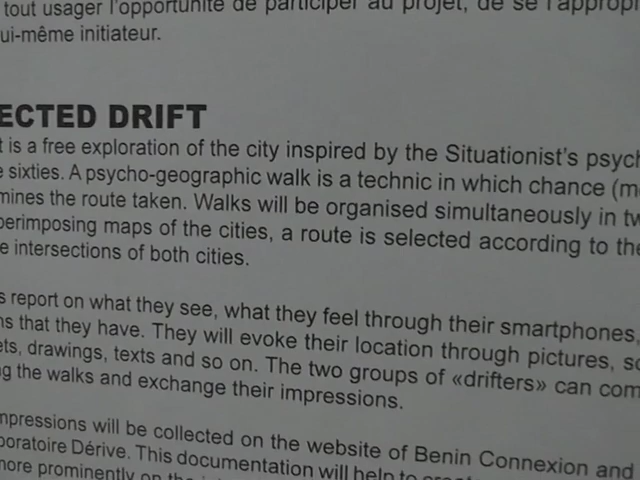 tout usager l'opportunité de participer au projet, de se l'appropri
ui-même initiateur.
ECTED DRIFT
t is a free exploration of the city inspired by the Situationist's psych
e sixties. A psycho-geographic walk is a technic in which chance (m
mines the route taken. Walks will be organised simultaneously in tw
perimposing maps of the cities, a route is selected according to the
e intersections of both cities.
s report on what they see, what they feel through their smartphones,
ns that they have. They will evoke their location through pictures, so
ets, drawings, texts and so on. The two groups of «drifters» can com
ng the walks and exchange their impressions.
mpressions will be collected on the website of Benin Connexion and
boratoire Dérive. This documentation will help to
more prominently on the